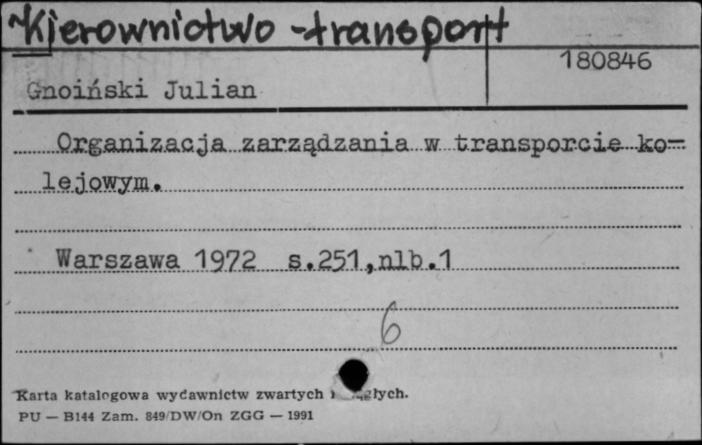 ~Kierownictwo -transport
180846
Gnoiński Julian
Organizacja zarządzania w transporcie ko-
lejowym.
Warszawa 1972 s.251,nlb.1
6
Karta katalogowa wydawnictw zwartych
PU — B144 Zam. 849/DW/On ZGG — 1991